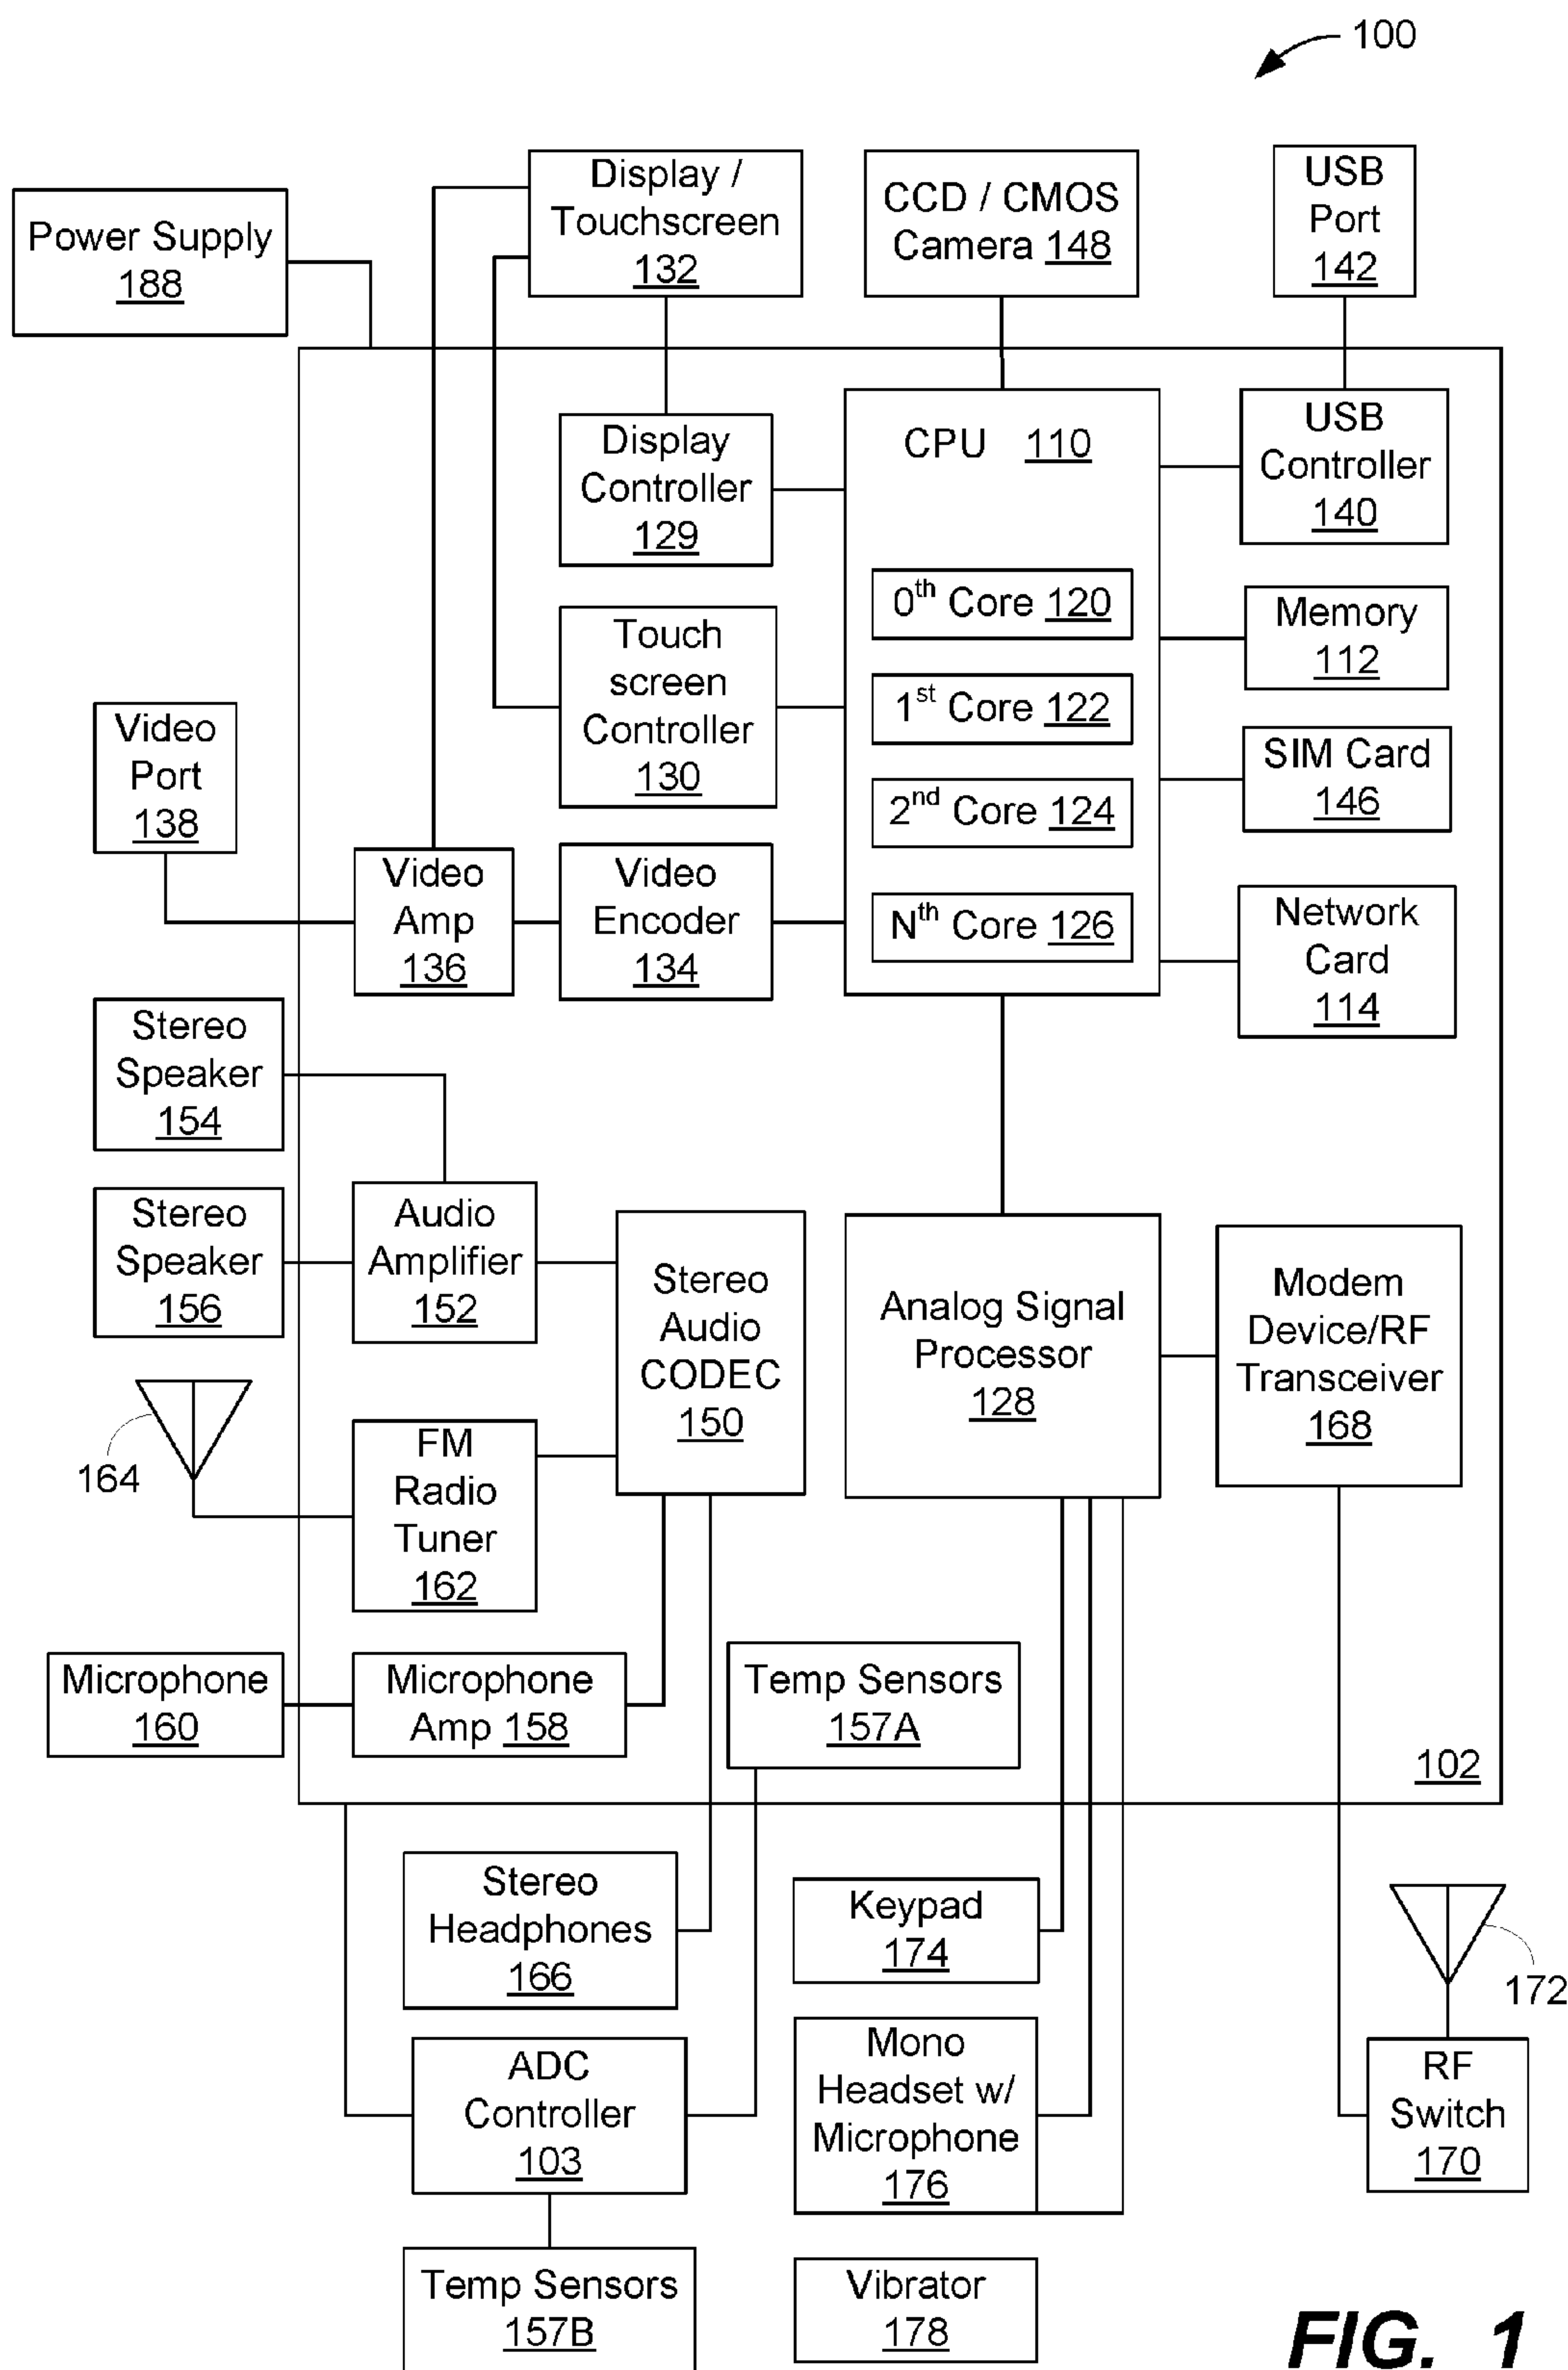 100
Power Supply
188
Display /
Touchscreen
132
CCD / CMOS
Camera 148
USB
Port
142
Display
Controller
129
CPU 110
USB
Controller
140
0th Core 120
1st Core 122
2nd Core 124
Nth Core 126
Touch
screen
Controller
130
Memory
112
SIM Card
146
Network
Card
114
Video
Port
138
Video
Amp
136
Video
Encoder
134
Stereo
Speaker
154
Stereo
Speaker
156
Audio
Amplifier
152
Stereo
Audio
CODEC
150
Analog Signal
Processor
128
Modem
Device/RF
Transceiver
168
164
FM
Radio
Tuner
162
Microphone
160
Microphone
Amp 158
Temp Sensors
157A
102
Stereo
Headphones
166
Keypad
174
172
ADC
Controller
103
Mono
Headset w/
Microphone
176
RF
Switch
170
Temp Sensors
157B
Vibrator
178
FIG. 1